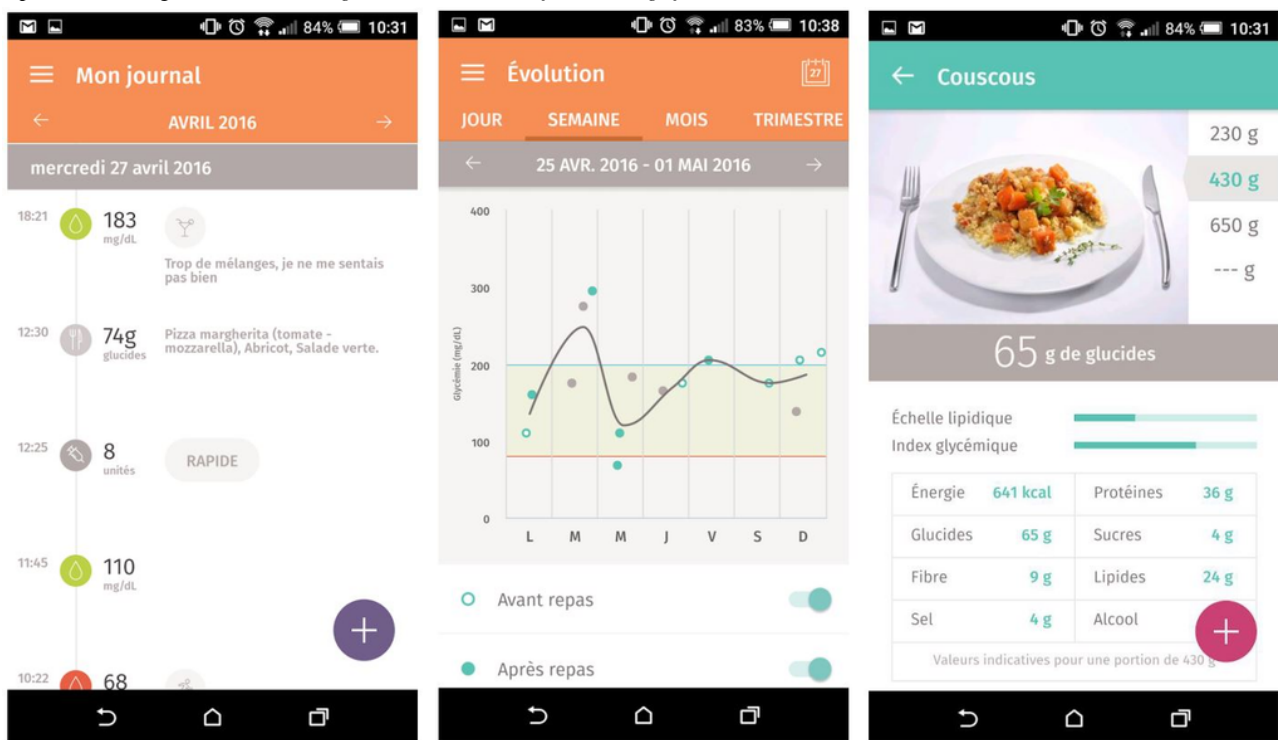 84% 10:31
Mon journal
AVRIL 2016
mercredi 27 avril 2016
18:21
183
mg/dL
Trop de mélanges, je ne me sentais
pas bien
12:30
74g
glucides
Pizza margherita (tomate -
mozzarella), Abricot, Salade verte.
12:25
8
unités
RAPIDE
11:45
110
mg/dL
10:22
68
83% 10:38
Évolution
27
JOUR SEMAINE MOIS TRIMESTRE
25 AVR. 2016 - 01 MAI 2016
Glycémie (mg/dL)
400
300
200
100
0
L M M J V S D
Avant repas
Après repas
84% 10:31
Couscous
230 g
430 g
650 g
--- g
65 g de glucides
Échelle lipidique
Index glycémique
Énergie 641 kcal Protéines 36 g
Glucides 65 g Sucres 4 g
Fibre 9 g Lipides 24 g
Sel 4 g Alcool
Valeurs indicatives pour une portion de 430 g